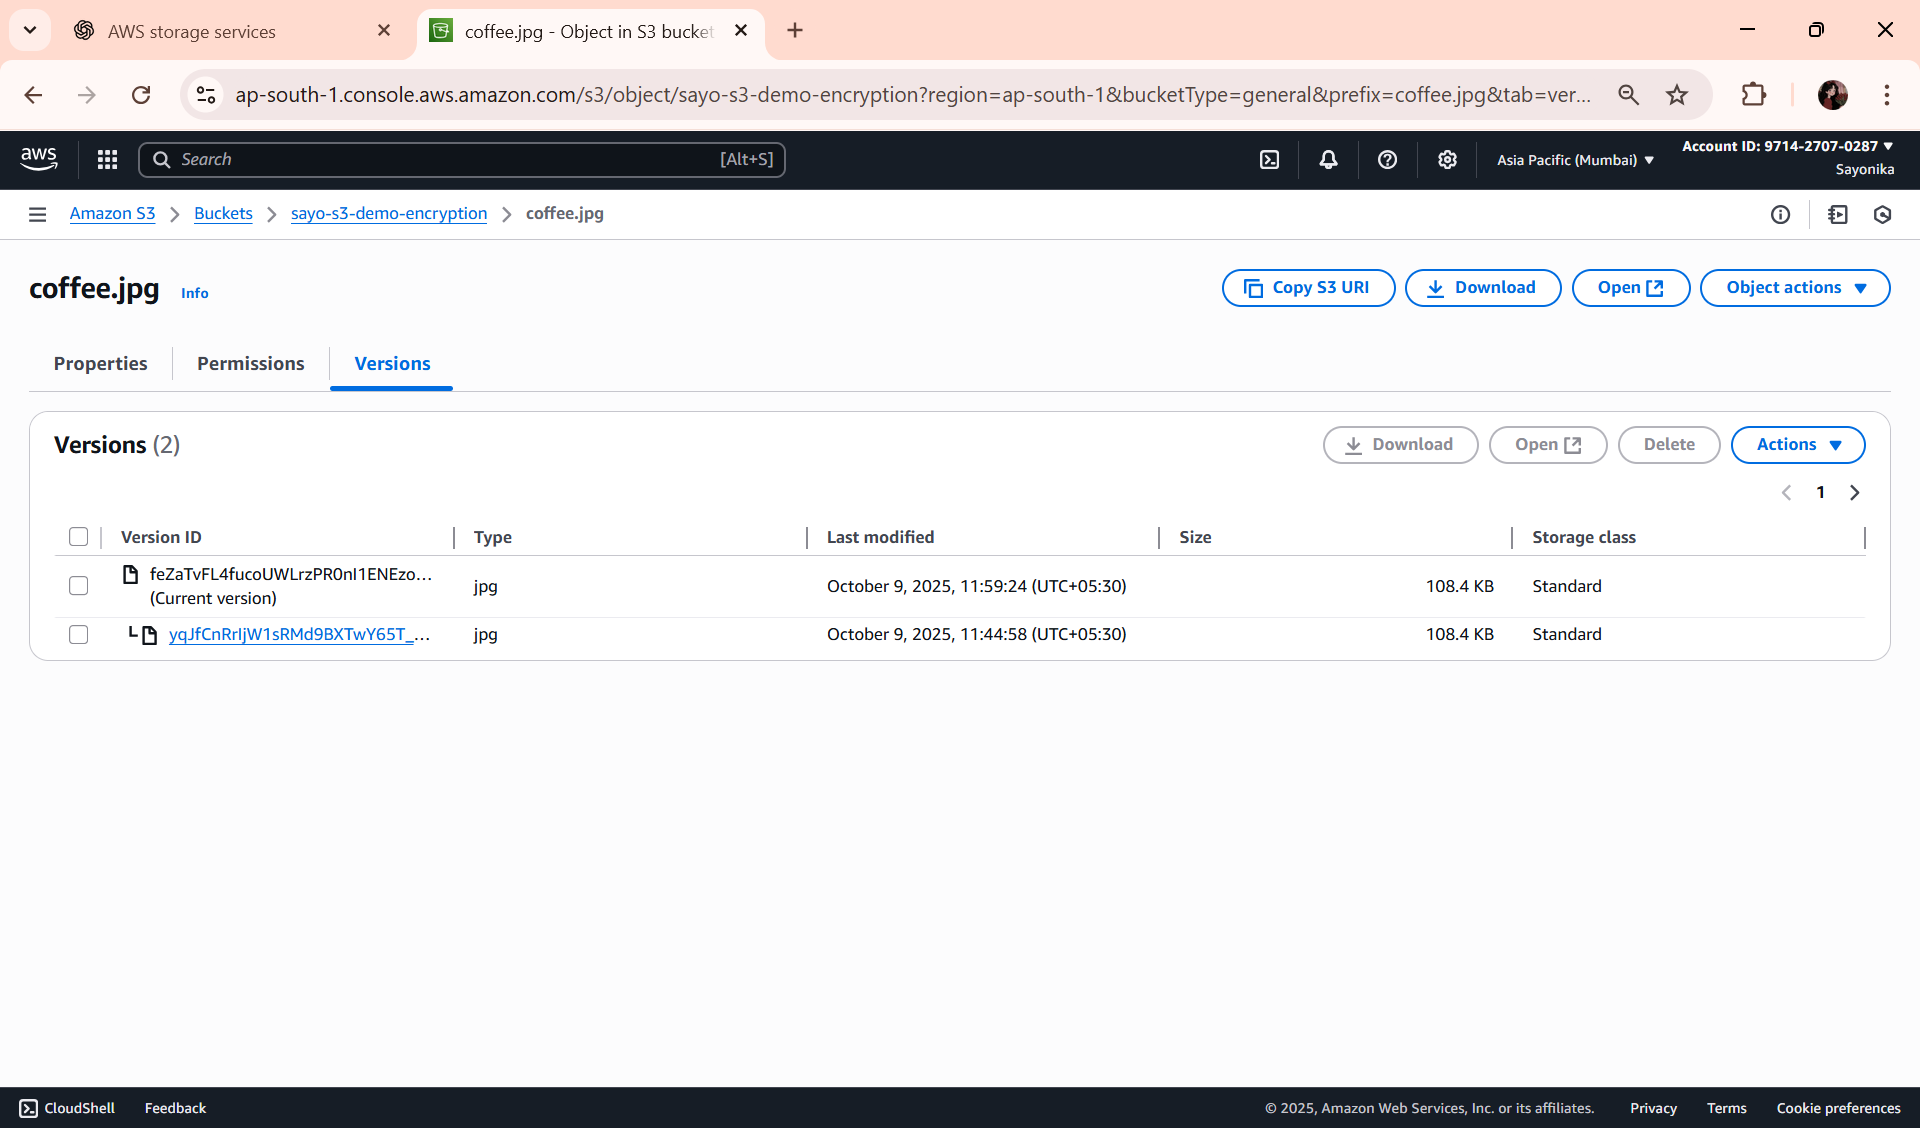 AWS storage services
coffee.jpg - Object in S3 bucket
ap-south-1.console.aws.amazon.com/s3/object/sayo-s3-demo-encryption?region=ap-south-1&bucketType=general&prefix=coffee.jpg&tab=ver...
aws
Search
[Alt+S]
Asia Pacific (Mumbai)
Account ID: 9714-2707-0287
Sayonika
Amazon S3
Buckets
sayo-s3-demo-encryption
coffee.jpg
coffee.jpg
Info
Copy S3 URI
Download
Open
Object actions
Properties
Permissions
Versions
Versions (2)
Download
Open
Delete
Actions
1
Version ID
Type
Last modified
Size
Storage class
feZaTvFL4fucoUWLrzPR0nI1ENEzo...
(Current version)
jpg
October 9, 2025, 11:59:24 (UTC+05:30)
108.4 KB
Standard
yqJfCnRrIjW1sRMd9BXTwY65T_...
jpg
October 9, 2025, 11:44:58 (UTC+05:30)
108.4 KB
Standard
CloudShell
Feedback
© 2025, Amazon Web Services, Inc. or its affiliates.
Privacy
Terms
Cookie preferences